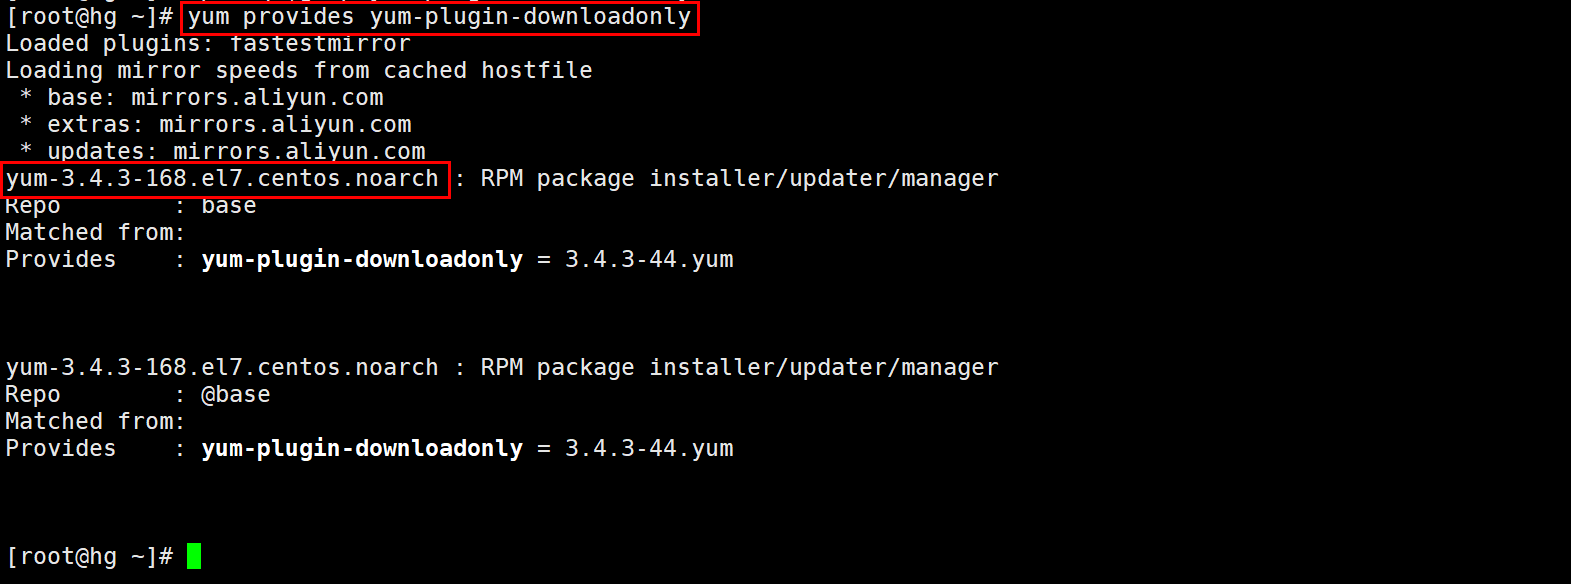 [root@hg ~]# yum provides yum-plugin-downloadonly
Loaded plugins: fastestmirror
Loading mirror speeds from cached hostfile
 * base: mirrors.aliyun.com
 * extras: mirrors.aliyun.com
 * updates: mirrors.aliyun.com
yum-3.4.3-168.el7.centos.noarch : RPM package installer/updater/manager
Repo        : base
Matched from:
Provides    : yum-plugin-downloadonly = 3.4.3-44.yum
yum-3.4.3-168.el7.centos.noarch : RPM package installer/updater/manager
Repo        : @base
Matched from:
Provides    : yum-plugin-downloadonly = 3.4.3-44.yum
[root@hg ~]#